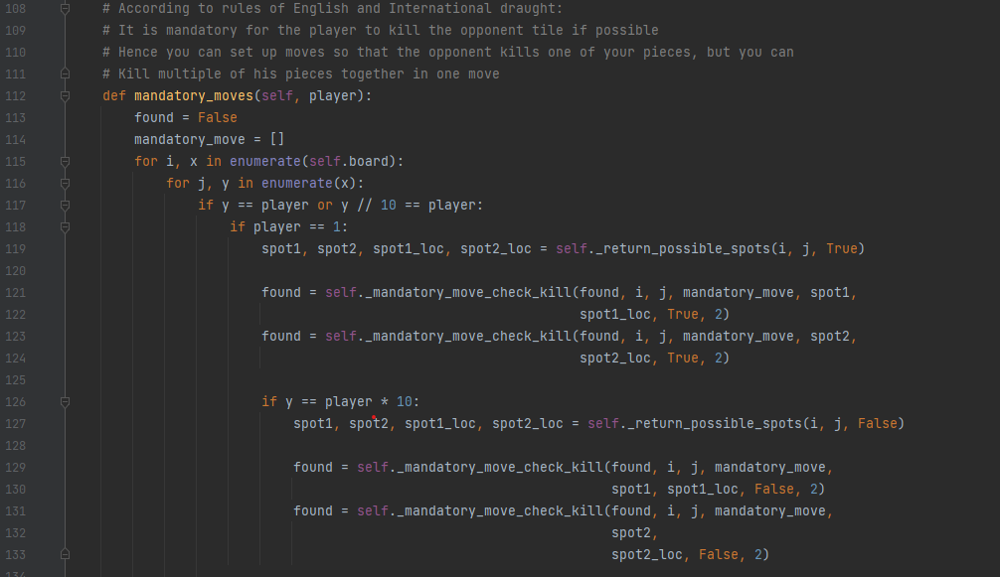 108 # According to rules of English and International draught:
109 # It is mandatory for the player to kill the opponent tile if possible
110 # Hence you can set up moves so that the opponent kills one of your pieces, but you can
111 # Kill multiple of his pieces together in one move
112 def mandatory_moves(self, player):
113 found = False
114 mandatory_move = []
115 for i, x in enumerate(self.board):
116 for j, y in enumerate(x):
117 if y == player or y // 10 == player:
118 if player == 1:
119 spot1, spot2, spot1_loc, spot2_loc = self._return_possible_spots(i, j, True)
120
121 found = self._mandatory_move_check_kill(found, i, j, mandatory_move, spot1,
122 spot1_loc, True, 2)
123 found = self._mandatory_move_check_kill(found, i, j, mandatory_move, spot2,
124 spot2_loc, True, 2)
125
126 if y == player * 10:
127 spot1, spot2, spot1_loc, spot2_loc = self._return_possible_spots(i, j, False)
128
129 found = self._mandatory_move_check_kill(found, i, j, mandatory_move,
130 spot1, spot1_loc, False, 2)
131 found = self._mandatory_move_check_kill(found, i, j, mandatory_move,
132 spot2,
133 spot2_loc, False, 2)
134